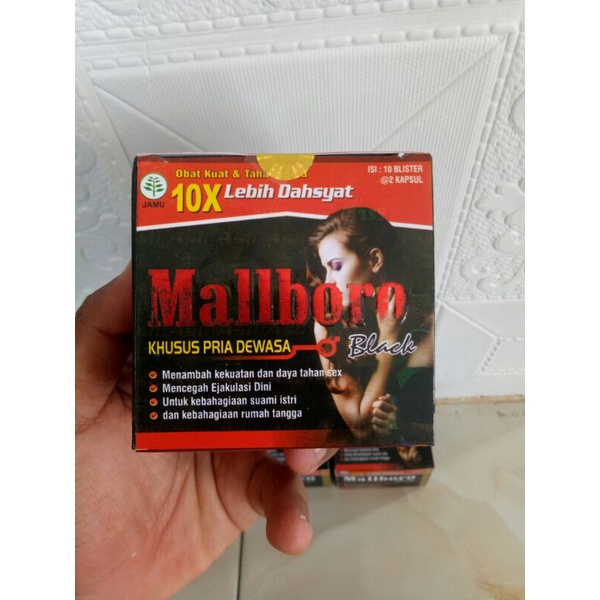 Obat Kuat & Taha
10X Lebih Dahsyat
ISI : 10 BLISTER
@2 KAPSUL
JAMU
Mallboro
Black
KHUSUS PRIA DEWASA
Menambah kekuatan dan daya tahan sex
Mencegah Ejakulasi Dini
Untuk kebahagiaan suami istri
dan kebahagiaan rumah tangga
Mallboro